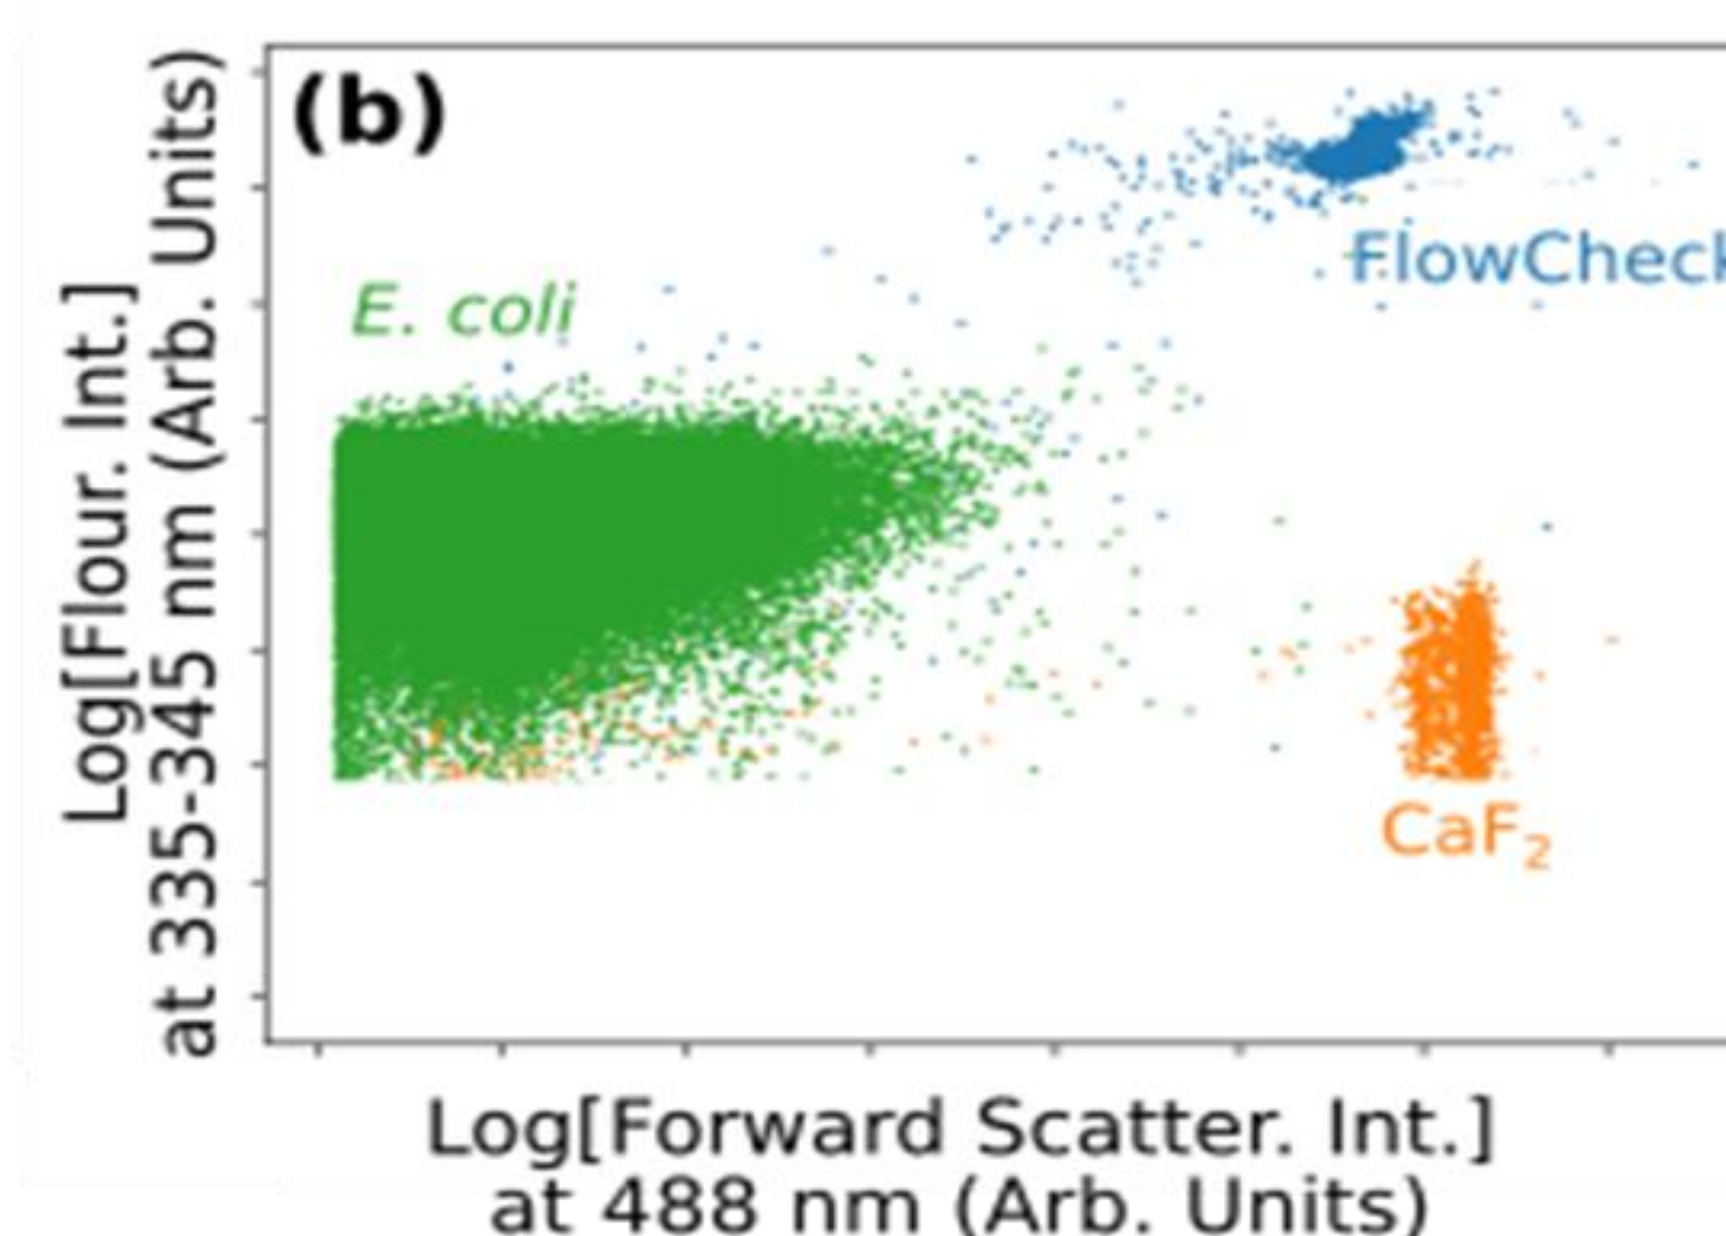 (b)
Log[Flour. Int.]
at 335-345 nm (Arb. Units)
E. coli
FlowCheck
CaF₂
Log[Forward Scatter. Int.]
at 488 nm (Arb. Units)